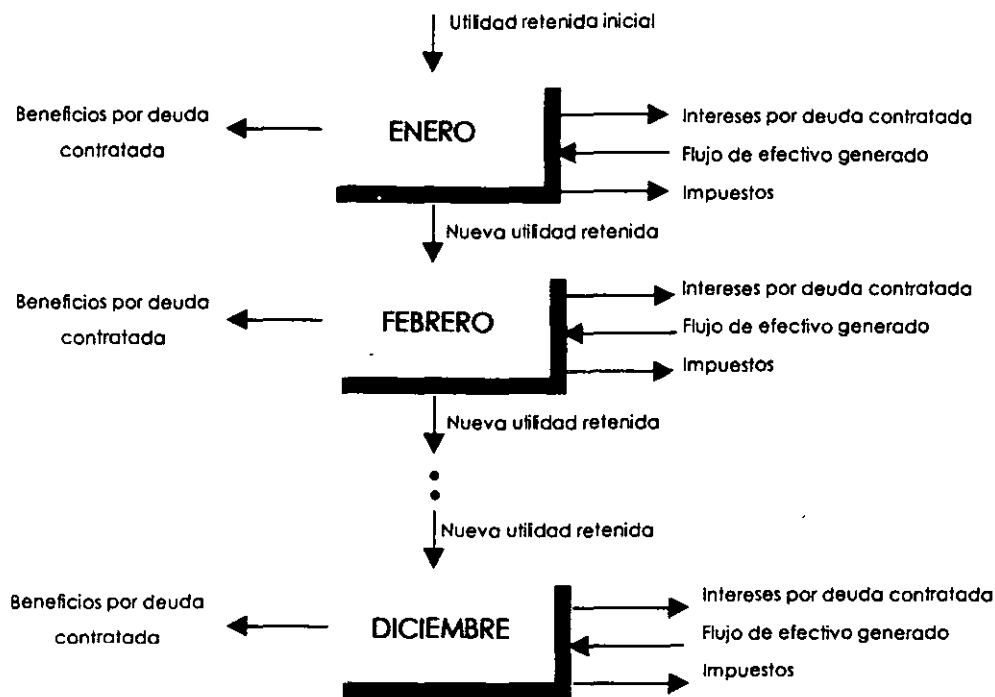 Utilidad retenida inicial
Beneficios por deuda
contratada
ENERO
Intereses por deuda contratada
Flujo de efectivo generado
Impuestos
Nueva utilidad retenida
Beneficios por deuda
contratada
FEBRERO
Intereses por deuda contratada
Flujo de efectivo generado
Impuestos
Nueva utilidad retenida
Nueva utilidad retenida
Beneficios por deuda
contratada
DICIEMBRE
Intereses por deuda contratada
Flujo de efectivo generado
Impuestos